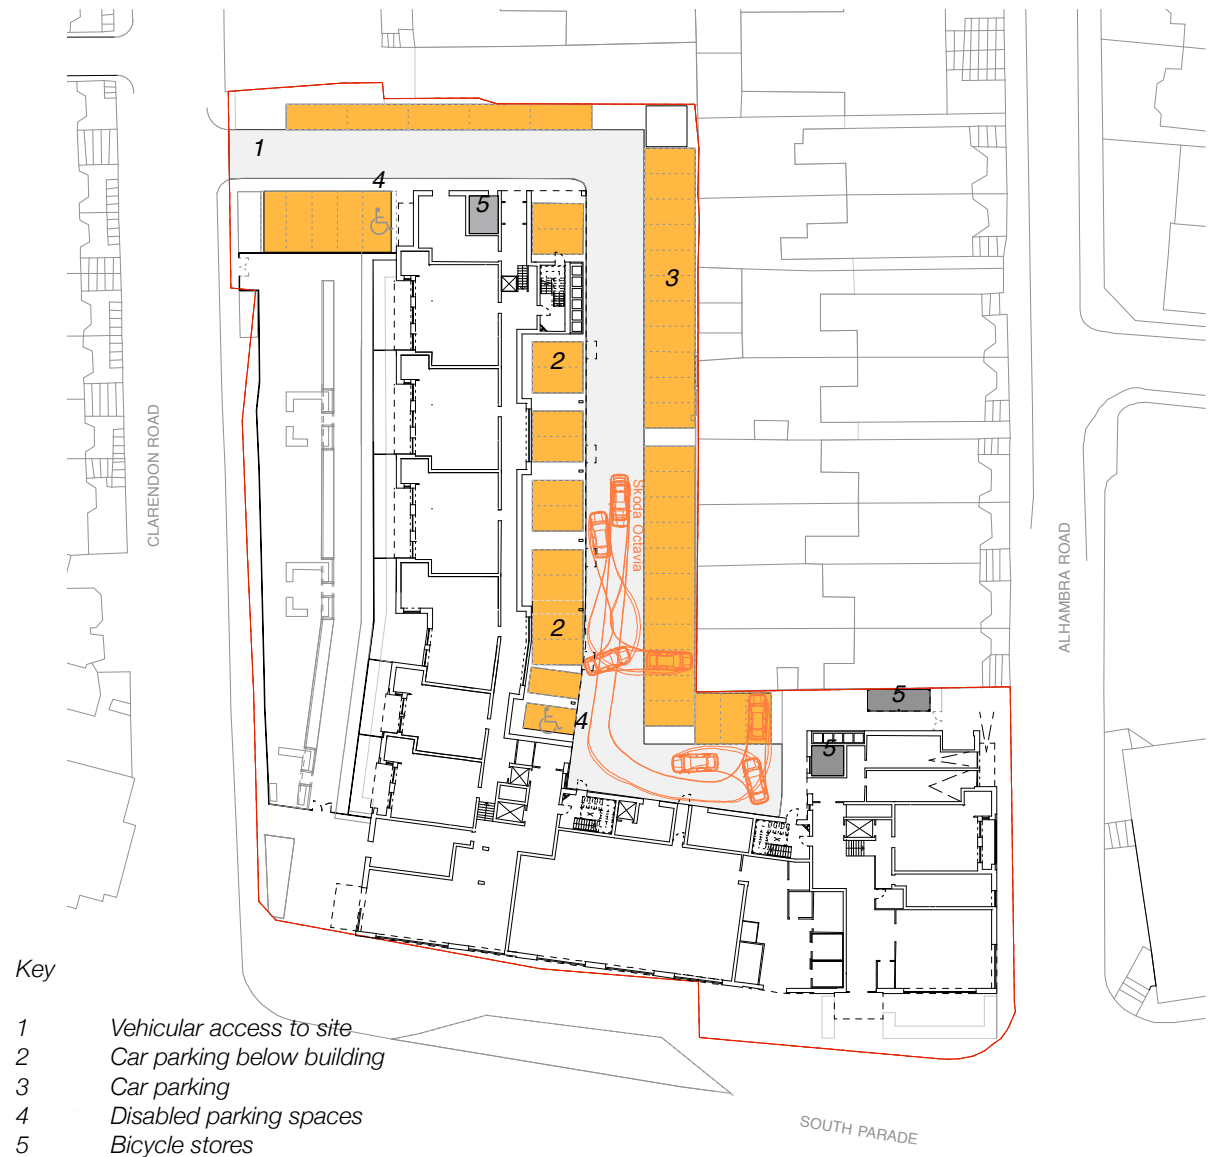 1
4
5
3
2
CLARENDON ROAD
Skoda Octavia
ALHAMBRA ROAD
2
4
5
5
Key
1 Vehicular access to site
2 Car parking below building
3 Car parking
4 Disabled parking spaces
5 Bicycle stores
SOUTH PARADE